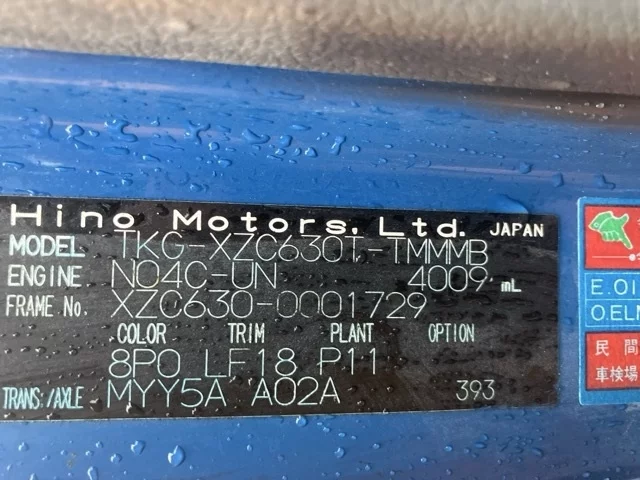 Hino Motors, Ltd. JAPAN
MODEL TKG-XZC630T-TMMMB
ENGINE N04C-UN 4009 mL
FRAME No. XZC630-0001729
COLOR TRIM PLANT OPTION
8P0 LF18 P11
TRANS./AXLE MYY5A A02A 393
E.OI
O.ELM
民間
車検場